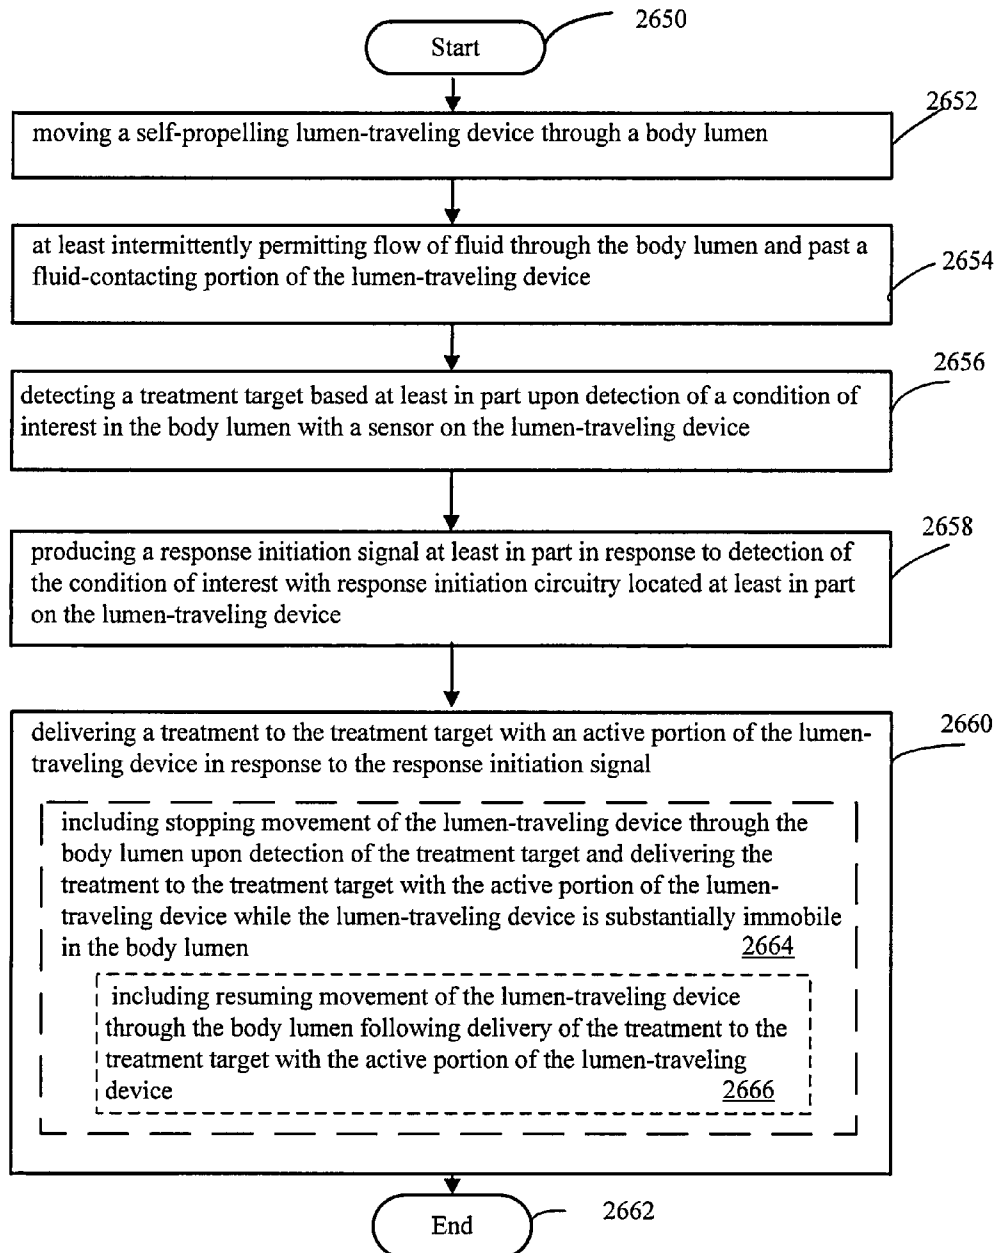 2650
Start
2652
moving a self-propelling lumen-traveling device through a body lumen
at least intermittently permitting flow of fluid through the body lumen and past a
fluid-contacting portion of the lumen-traveling device
2654
2656
detecting a treatment target based at least in part upon detection of a condition of
interest in the body lumen with a sensor on the lumen-traveling device
2658
producing a response initiation signal at least in part in response to detection of
the condition of interest with response initiation circuitry located at least in part
on the lumen-traveling device
2660
delivering a treatment to the treatment target with an active portion of the lumen-
traveling device in response to the response initiation signal
including stopping movement of the lumen-traveling device through the
body lumen upon detection of the treatment target and delivering the
treatment to the treatment target with the active portion of the lumen-
traveling device while the lumen-traveling device is substantially immobile
in the body lumen 2664
including resuming movement of the lumen-traveling device
through the body lumen following delivery of the treatment to the
treatment target with the active portion of the lumen-traveling
device 2666
End
2662